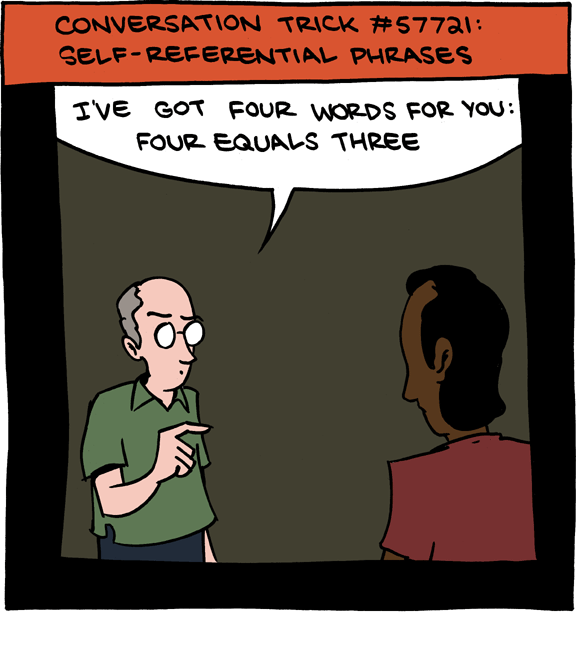 CONVERSATION TRICK #57721:
SELF-REFERENTIAL PHRASES
I'VE GOT FOUR WORDS FOR YOU:
FOUR EQUALS THREE